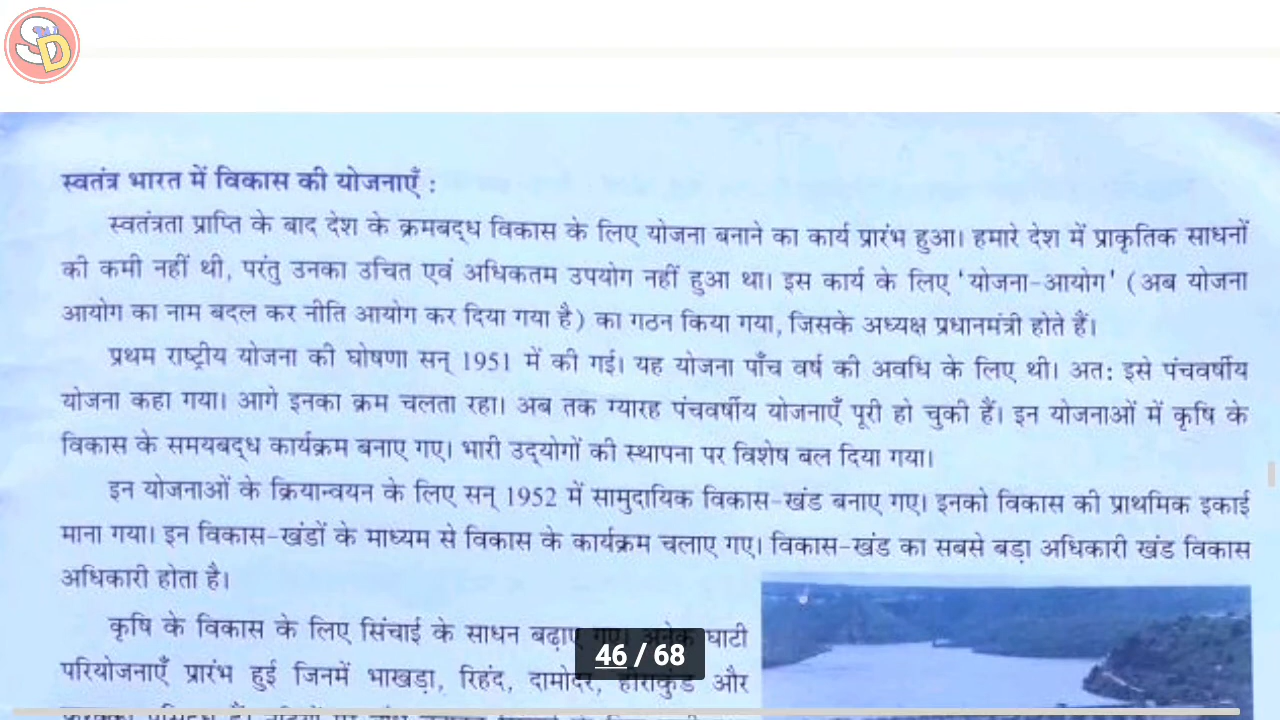 SD
स्वतंत्र भारत में विकास की योजनाएँ :
स्वतंत्रता प्राप्ति के बाद देश के क्रमबद्ध विकास के लिए योजना बनाने का कार्य प्रारंभ हुआ। हमारे देश में प्राकृतिक साधनों
की कमी नहीं थी, परंतु उनका उचित एवं अधिकतम उपयोग नहीं हुआ था। इस कार्य के लिए 'योजना-आयोग' (अब योजना
आयोग का नाम बदल कर नीति आयोग कर दिया गया है) का गठन किया गया, जिसके अध्यक्ष प्रधानमंत्री होते हैं।
प्रथम राष्ट्रीय योजना की घोषणा सन् 1951 में की गई। यह योजना पाँच वर्ष की अवधि के लिए थी। अत: इसे पंचवर्षीय
योजना कहा गया। आगे इनका क्रम चलता रहा। अब तक ग्यारह पंचवर्षीय योजनाएँ पूरी हो चुकी हैं। इन योजनाओं में कृषि के
विकास के समयबद्ध कार्यक्रम बनाए गए। भारी उद्योगों की स्थापना पर विशेष बल दिया गया।
इन योजनाओं के क्रियान्वयन के लिए सन् 1952 में सामुदायिक विकास-खंड बनाए गए। इनको विकास की प्राथमिक इकाई
माना गया। इन विकास-खंडों के माध्यम से विकास के कार्यक्रम चलाए गए। विकास-खंड का सबसे बड़ा अधिकारी खंड विकास
अधिकारी होता है।
कृषि के विकास के लिए सिंचाई के साधन बढ़ाए गए। अनेक घाटी
परियोजनाएँ प्रारंभ हुई जिनमें भाखड़ा, रिहंद, दामोदर, हीराकुंड और
46 / 68